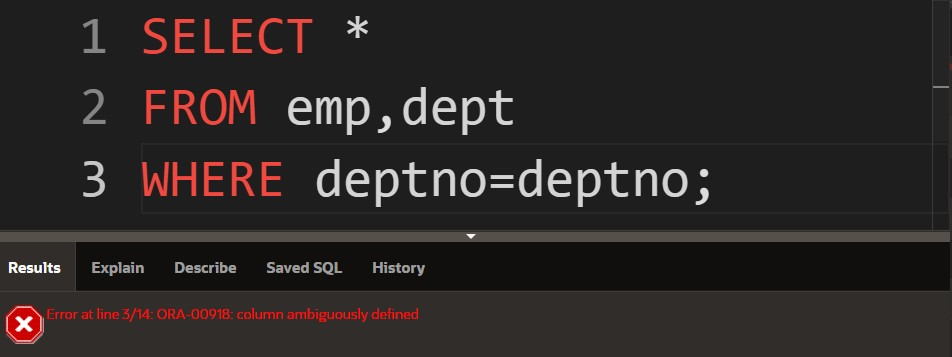 1 SELECT *
2 FROM emp,dept
3 WHERE deptno=deptno;
Results Explain Describe Saved SQL History
Error at line 3/14: ORA-00918: column ambiguously defined